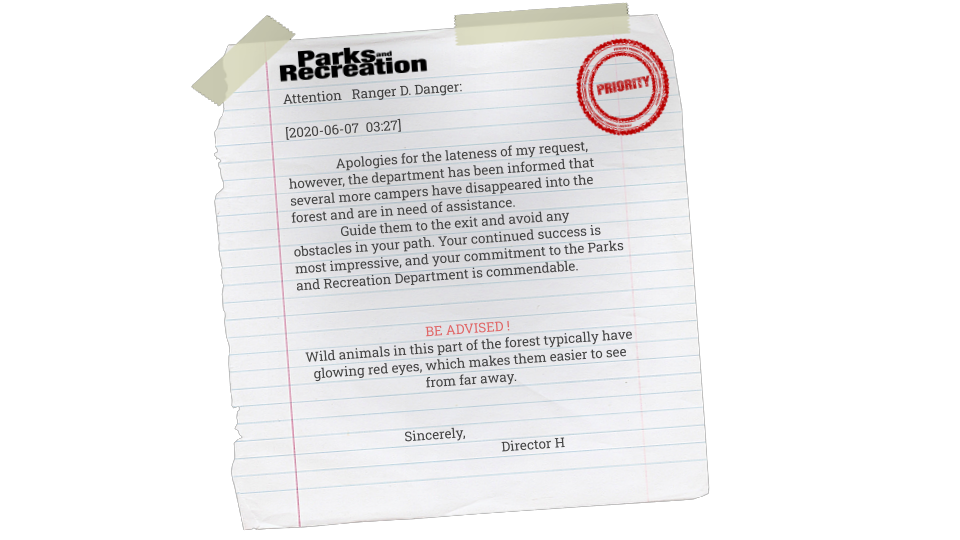 Parks and
Recreation
PRIORITY
Attention Ranger D. Danger:
[2020-06-07 03:27]
Apologies for the lateness of my request,
however, the department has been informed that
several more campers have disappeared into the
forest and are in need of assistance.
Guide them to the exit and avoid any
obstacles in your path. Your continued success is
most impressive, and your commitment to the Parks
and Recreation Department is commendable.
BE ADVISED !
Wild animals in this part of the forest typically have
glowing red eyes, which makes them easier to see
from far away.
Sincerely,
Director H